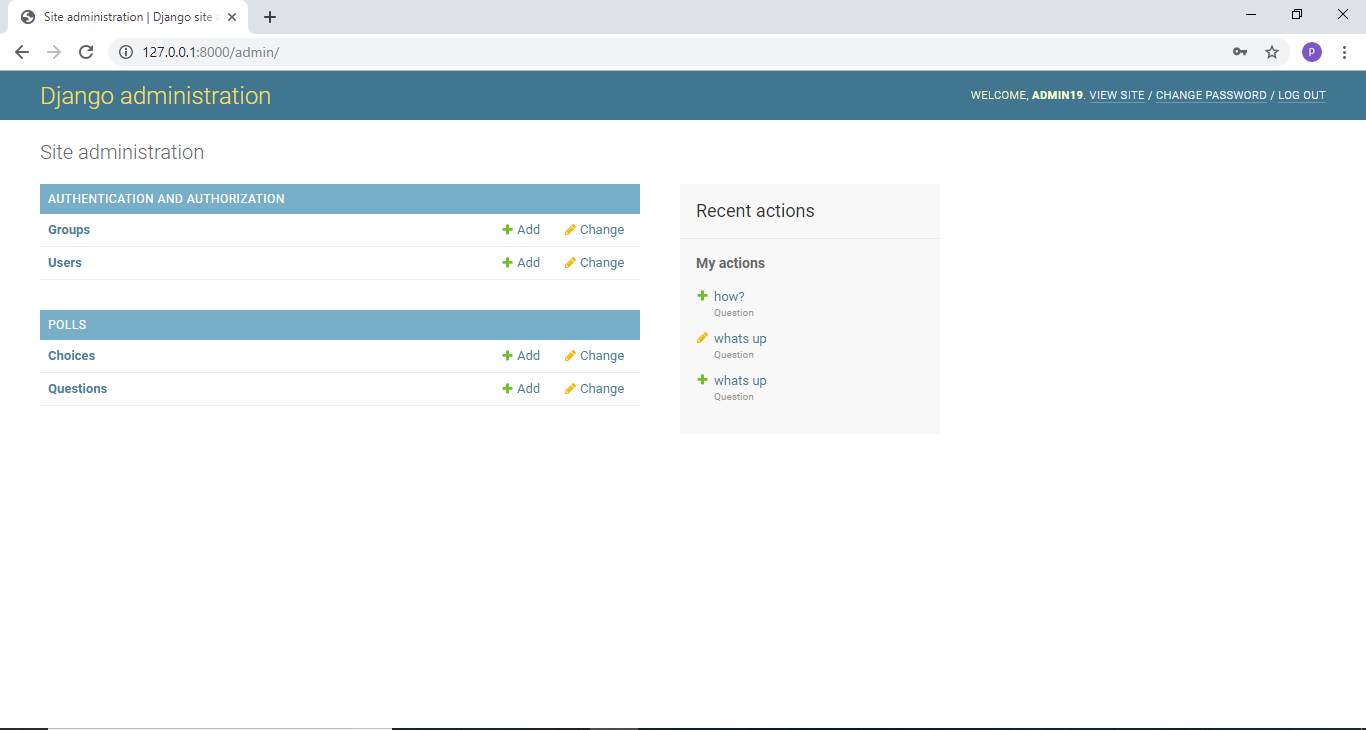 Site administration | Django site
127.0.0.1:8000/admin/
P
Django administration
WELCOME, ADMIN19. VIEW SITE / CHANGE PASSWORD / LOG OUT
Site administration
AUTHENTICATION AND AUTHORIZATION
Groups Add Change
Users Add Change
POLLS
Choices Add Change
Questions Add Change
Recent actions
My actions
how?
Question
whats up
Question
whats up
Question